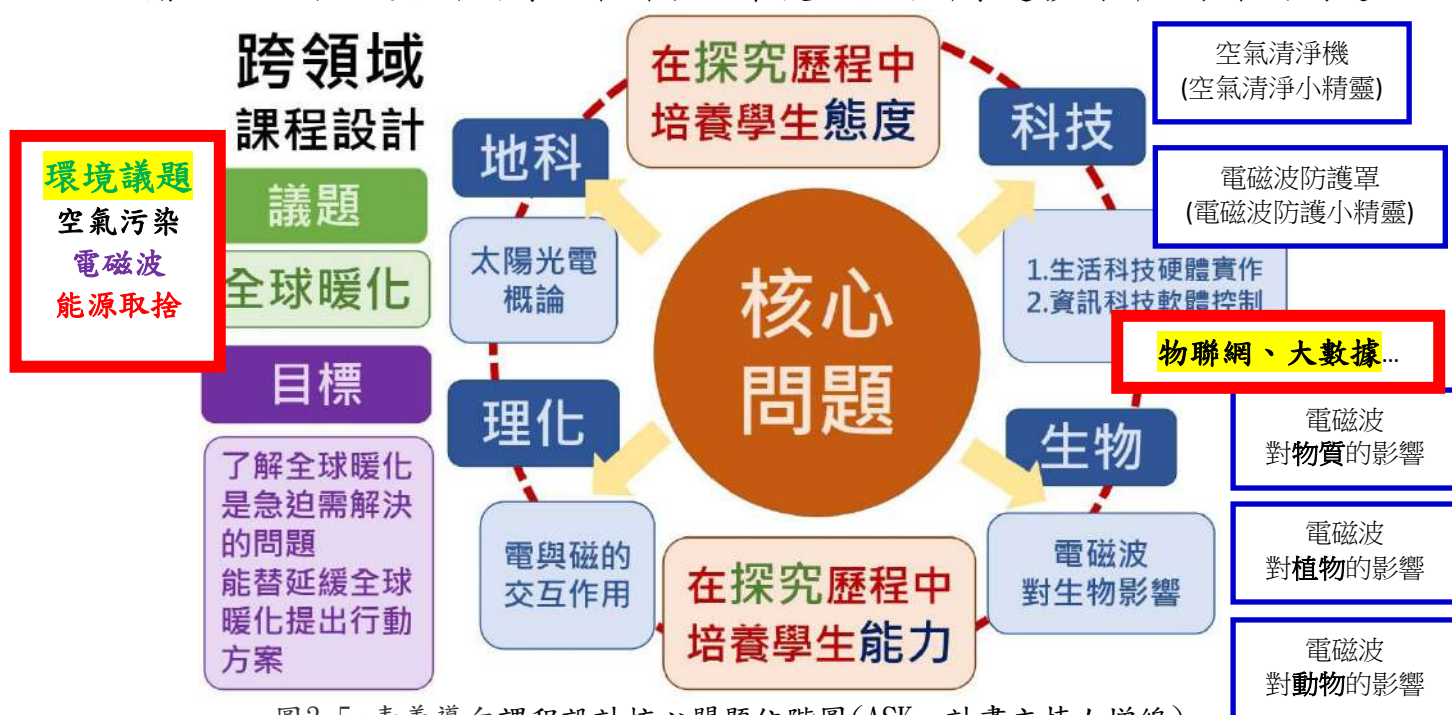 跨領域
課程設計
環境議題
空氣污染
電磁波
能源取捨
議題
全球暖化
目標
了解全球暖化
是急迫需解決
的問題
能替延緩全球
暖化提出行動
方案
在探究歷程中
培養學生態度
地科
太陽光電
概論
科技
1.生活科技硬體實作
2.資訊科技軟體控制
空氣清淨機
(空氣清淨小精靈)
電磁波防護罩
(電磁波防護小精靈)
物聯網、大數據…
核心
問題
理化
電與磁的
交互作用
生物
電磁波
對生物影響
電磁波
對物質的影響
電磁波
對植物的影響
電磁波
對動物的影響
在探究歷程中
培養學生能力